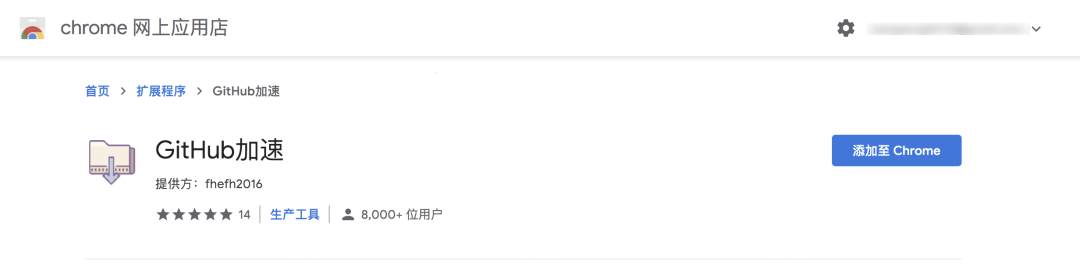 chrome 网上应用店
首页 > 扩展程序 > GitHub加速
GitHub加速
添加至 Chrome
提供方：fhefh2016
14 生产工具 8,000+ 位用户